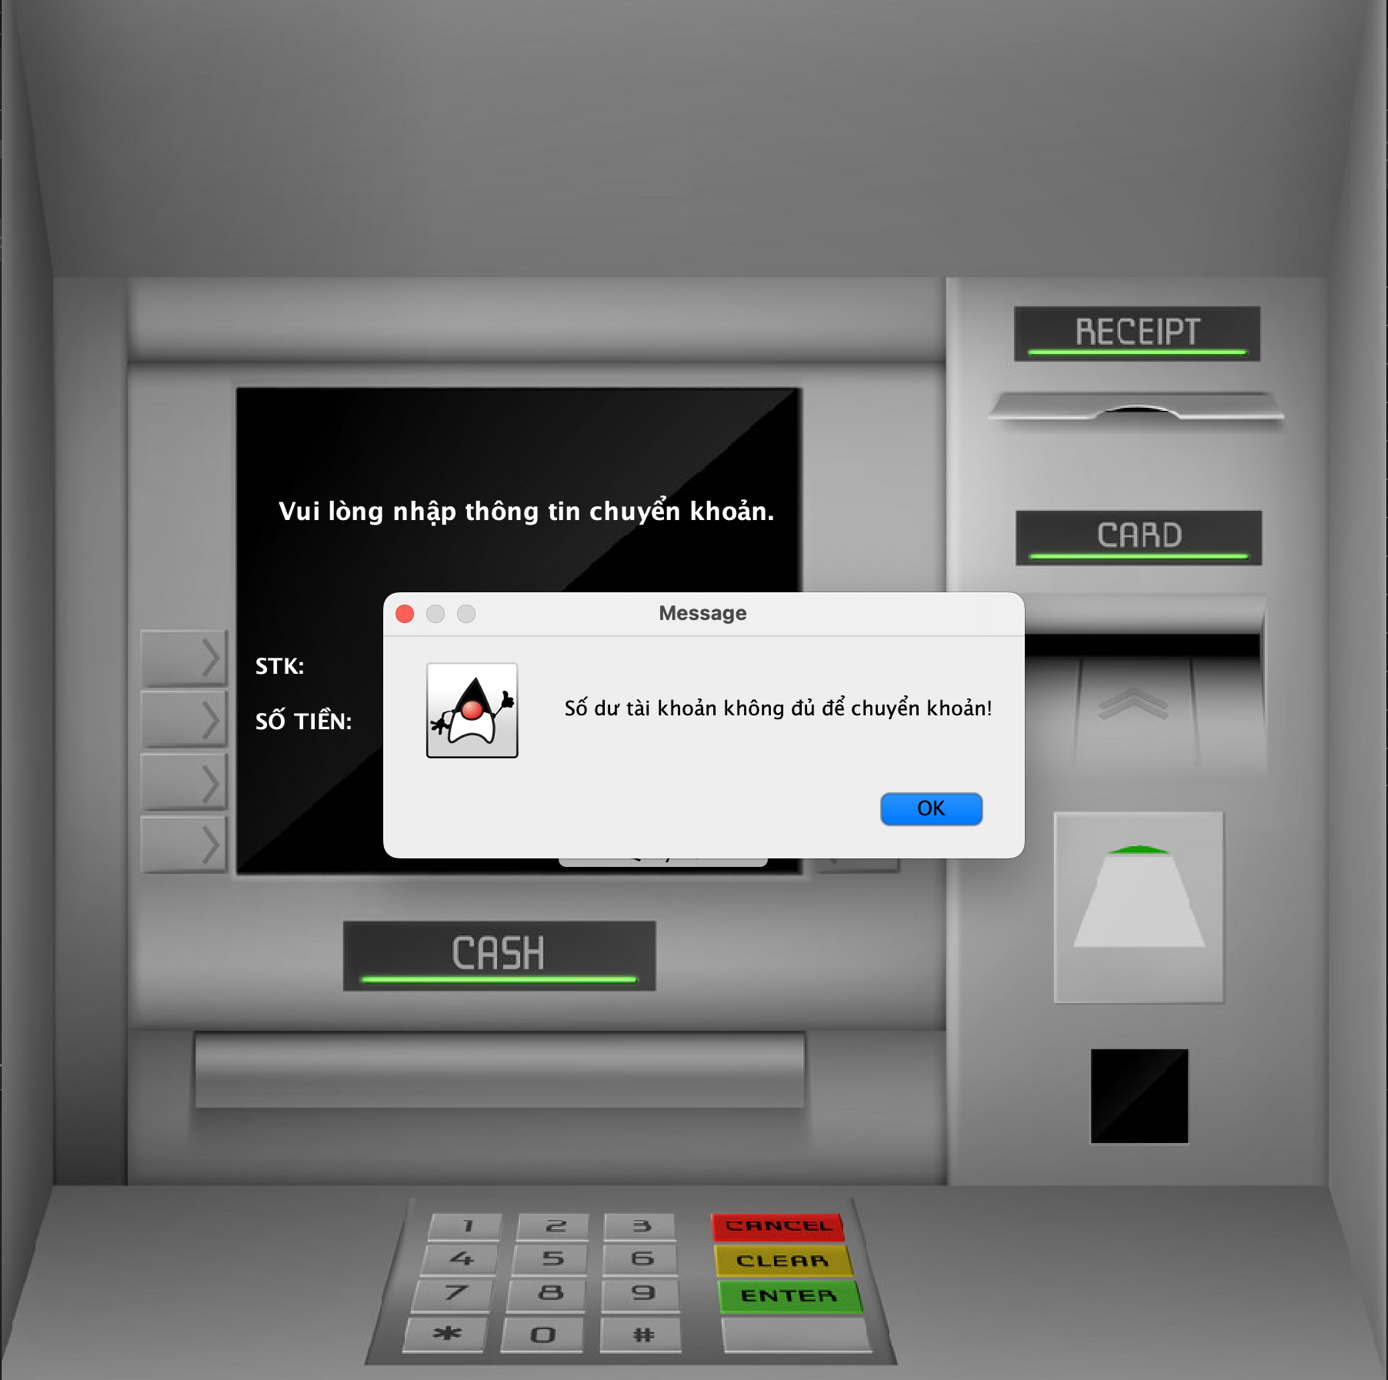 RECEIPT
CARD
Vui lòng nhập thông tin chuyển khoản.
STK:
SỐ TIỀN:
Message
Số dư tài khoản không đủ để chuyển khoản!
OK
CASH
1 2 3 CANCEL
4 5 6 CLEAR
7 8 9 ENTER
* 0 #